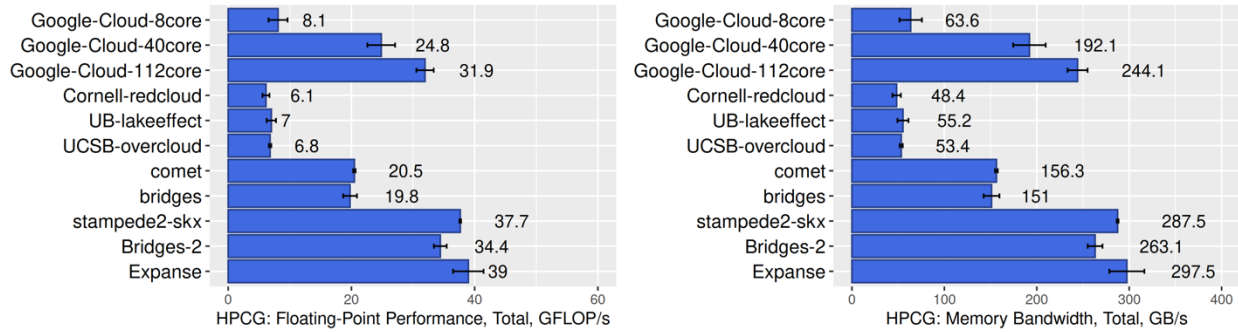 Google-Cloud-8core 8.1
Google-Cloud-40core 24.8
Google-Cloud-112core 31.9
Cornell-redcloud 6.1
UB-lakeeffect 7
UCSB-overcloud 6.8
comet 20.5
bridges 19.8
stampede2-skx 37.7
Bridges-2 34.4
Expanse 39
0 20 40 60
HPCG: Floating-Point Performance, Total, GFLOP/s
Google-Cloud-8core 63.6
Google-Cloud-40core 192.1
Google-Cloud-112core 244.1
Cornell-redcloud 48.4
UB-lakeeffect 55.2
UCSB-overcloud 53.4
comet 156.3
bridges 151
stampede2-skx 287.5
Bridges-2 263.1
Expanse 297.5
0 100 200 300 400
HPCG: Memory Bandwidth, Total, GB/s